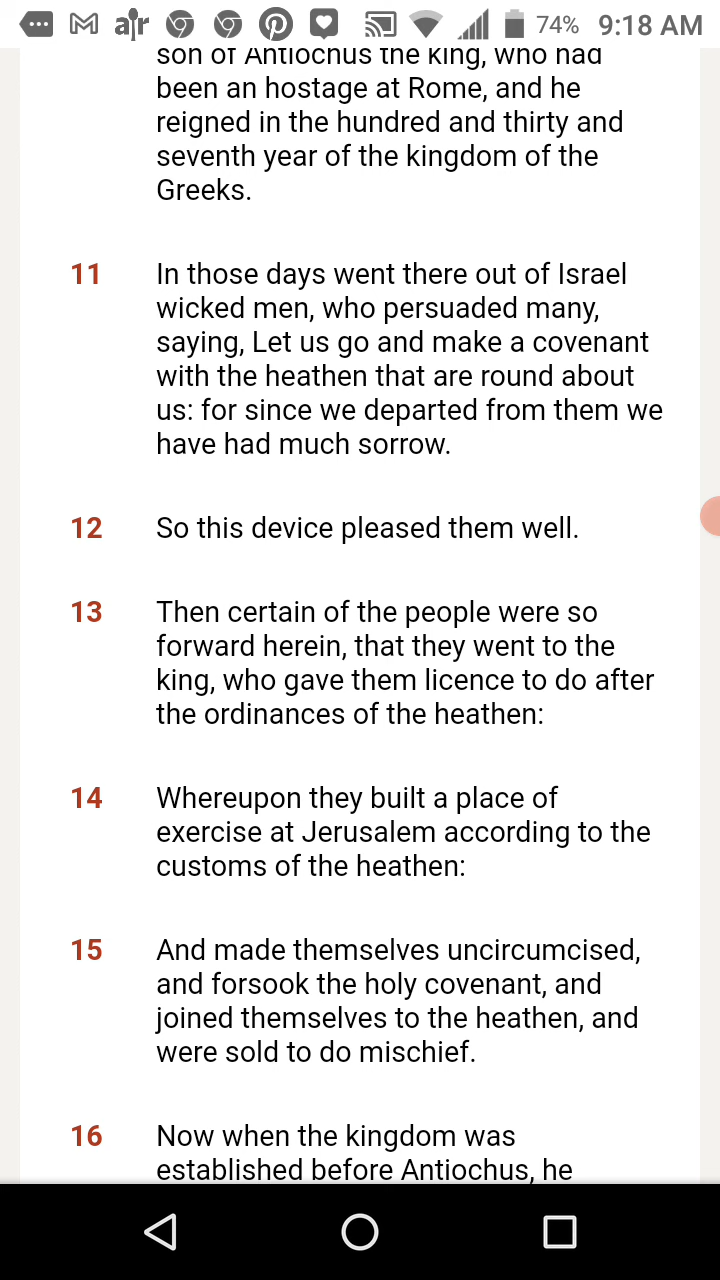 74% 9:18 AM
son of Antiochus the king, who had
been an hostage at Rome, and he
reigned in the hundred and thirty and
seventh year of the kingdom of the
Greeks.
11 In those days went there out of Israel
wicked men, who persuaded many,
saying, Let us go and make a covenant
with the heathen that are round about
us: for since we departed from them we
have had much sorrow.
12 So this device pleased them well.
13 Then certain of the people were so
forward herein, that they went to the
king, who gave them licence to do after
the ordinances of the heathen:
14 Whereupon they built a place of
exercise at Jerusalem according to the
customs of the heathen:
15 And made themselves uncircumcised,
and forsook the holy covenant, and
joined themselves to the heathen, and
were sold to do mischief.
16 Now when the kingdom was
established before Antiochus, he